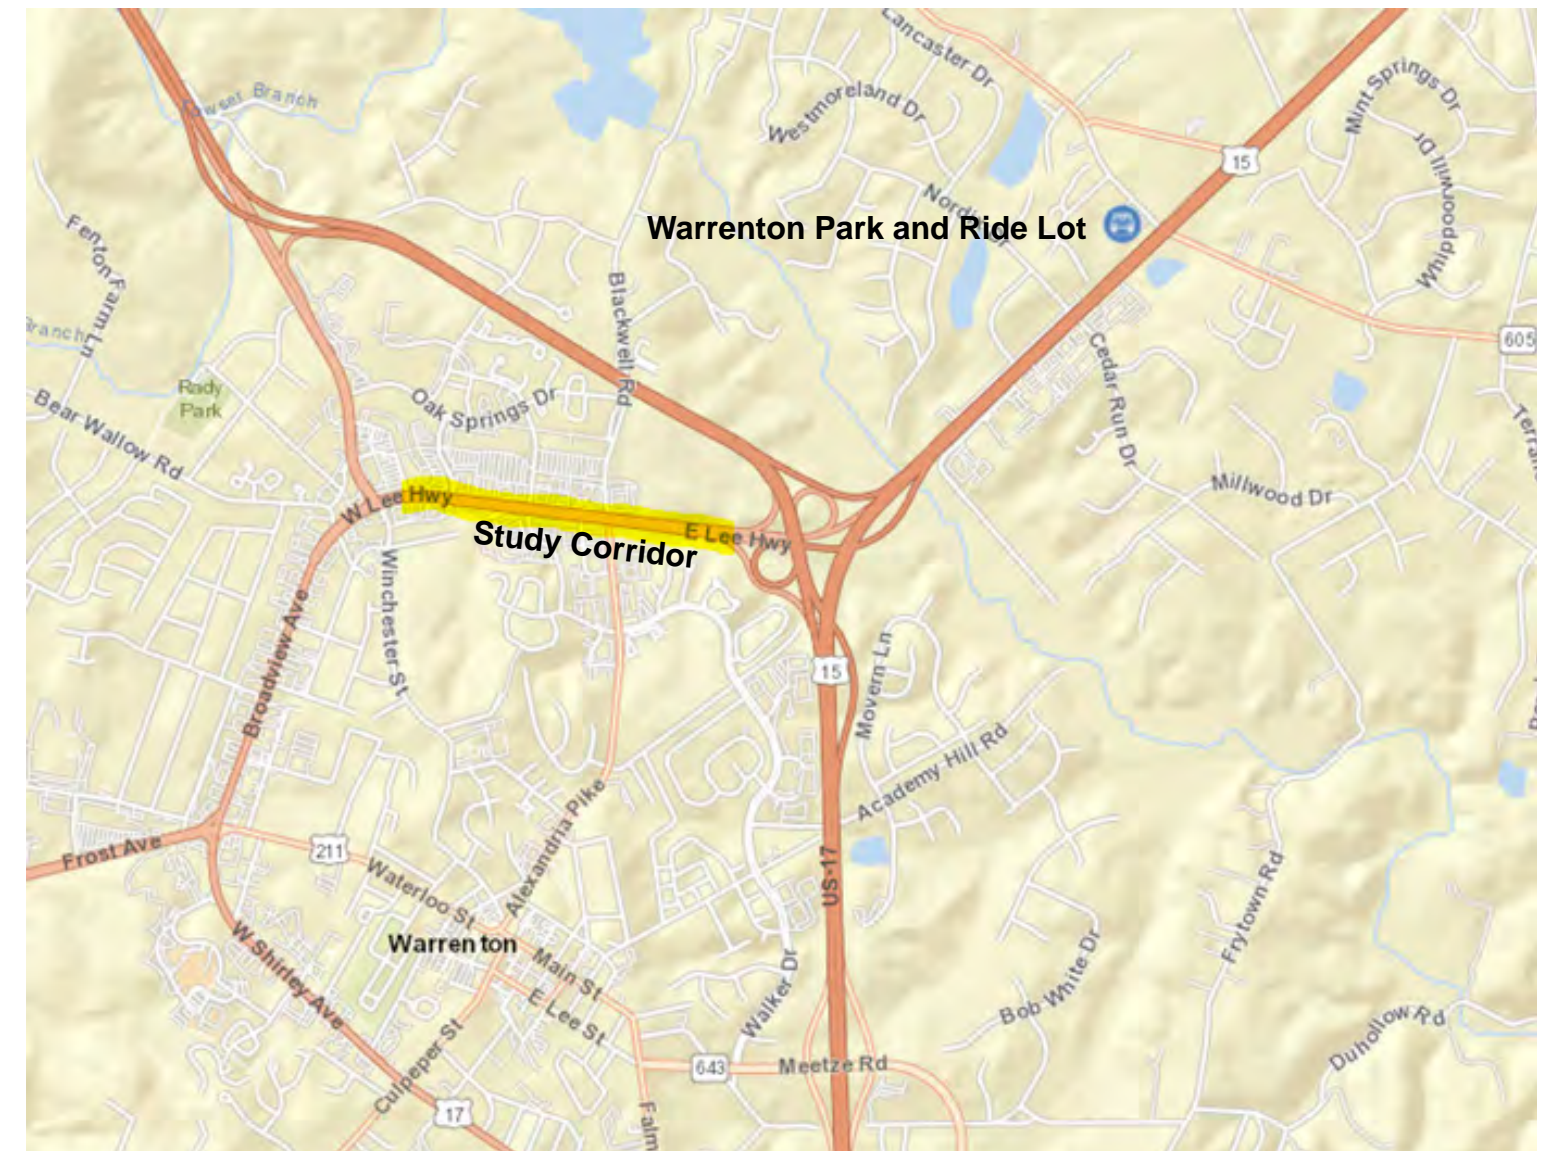 Lancaster Dr
Mint Springs Dr
Branch
Westmoreland Dr
15
Whippoorwill Dr
Warrenton Park and Ride Lot
Fenton Farm Ln
Blackwell Rd
Branch
605
Rady
Park
Cedar Run Dr
Oak Springs Dr
Bear Wallow Rd
Millwood Dr
W Lee Hwy
E Lee Hwy
Study Corridor
Winchester St
Broadview Ave
15
Movern Ln
Academy Hill Rd
Alexandria Pike
Frost Ave
211
Waterloo St
US-17
Frytown Rd
Warrenton
W Shirley Ave
Main St
E Lee St
Walker Dr
Bob White Dr
Duhollow Rd
Culpeper St
643
Meetze Rd
17
Falm